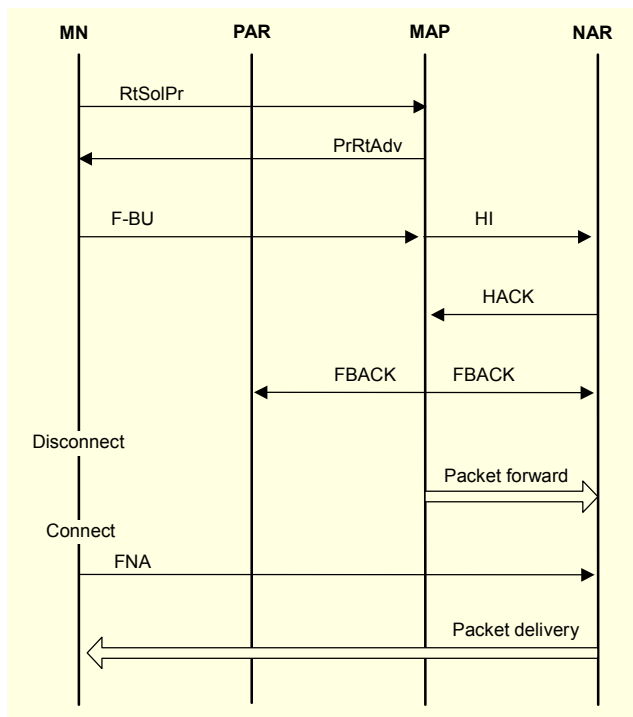 MN PAR MAP NAR
RtSolPr
PrRtAdv
F-BU HI
HACK
FBACK FBACK
Disconnect
Packet forward
Connect
FNA
Packet delivery